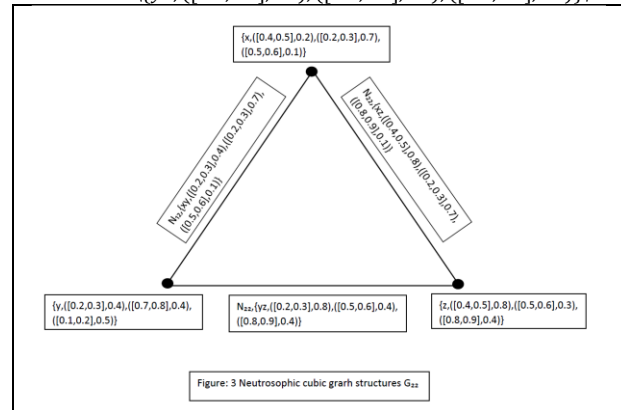 {x,([0.4,0.5],0.2),([0.2,0.3],0.7),
([0.5,0.6],0.1)}
N₁₂,{xy,([0.2,0.3],0.4),([0.2,0.3],0.7),
([0.5,0.6],0.1)}
N₂₂,{xz,([0.4,0.5],0.8),([0.2,0.3],0.7),
([0.8,0.9],0.1)}
{y,([0.2,0.3],0.4),([0.7,0.8],0.4),
([0.1,0.2],0.5)}
N₂₂,{yz,([0.2,0.3],0.8),([0.5,0.6],0.4),
([0.8,0.9],0.4)}
{z,([0.4,0.5],0.8),([0.5,0.6],0.3),
([0.8,0.9],0.4)}
Figure: 3 Neutrosophic cubic grarh structures G₂₂